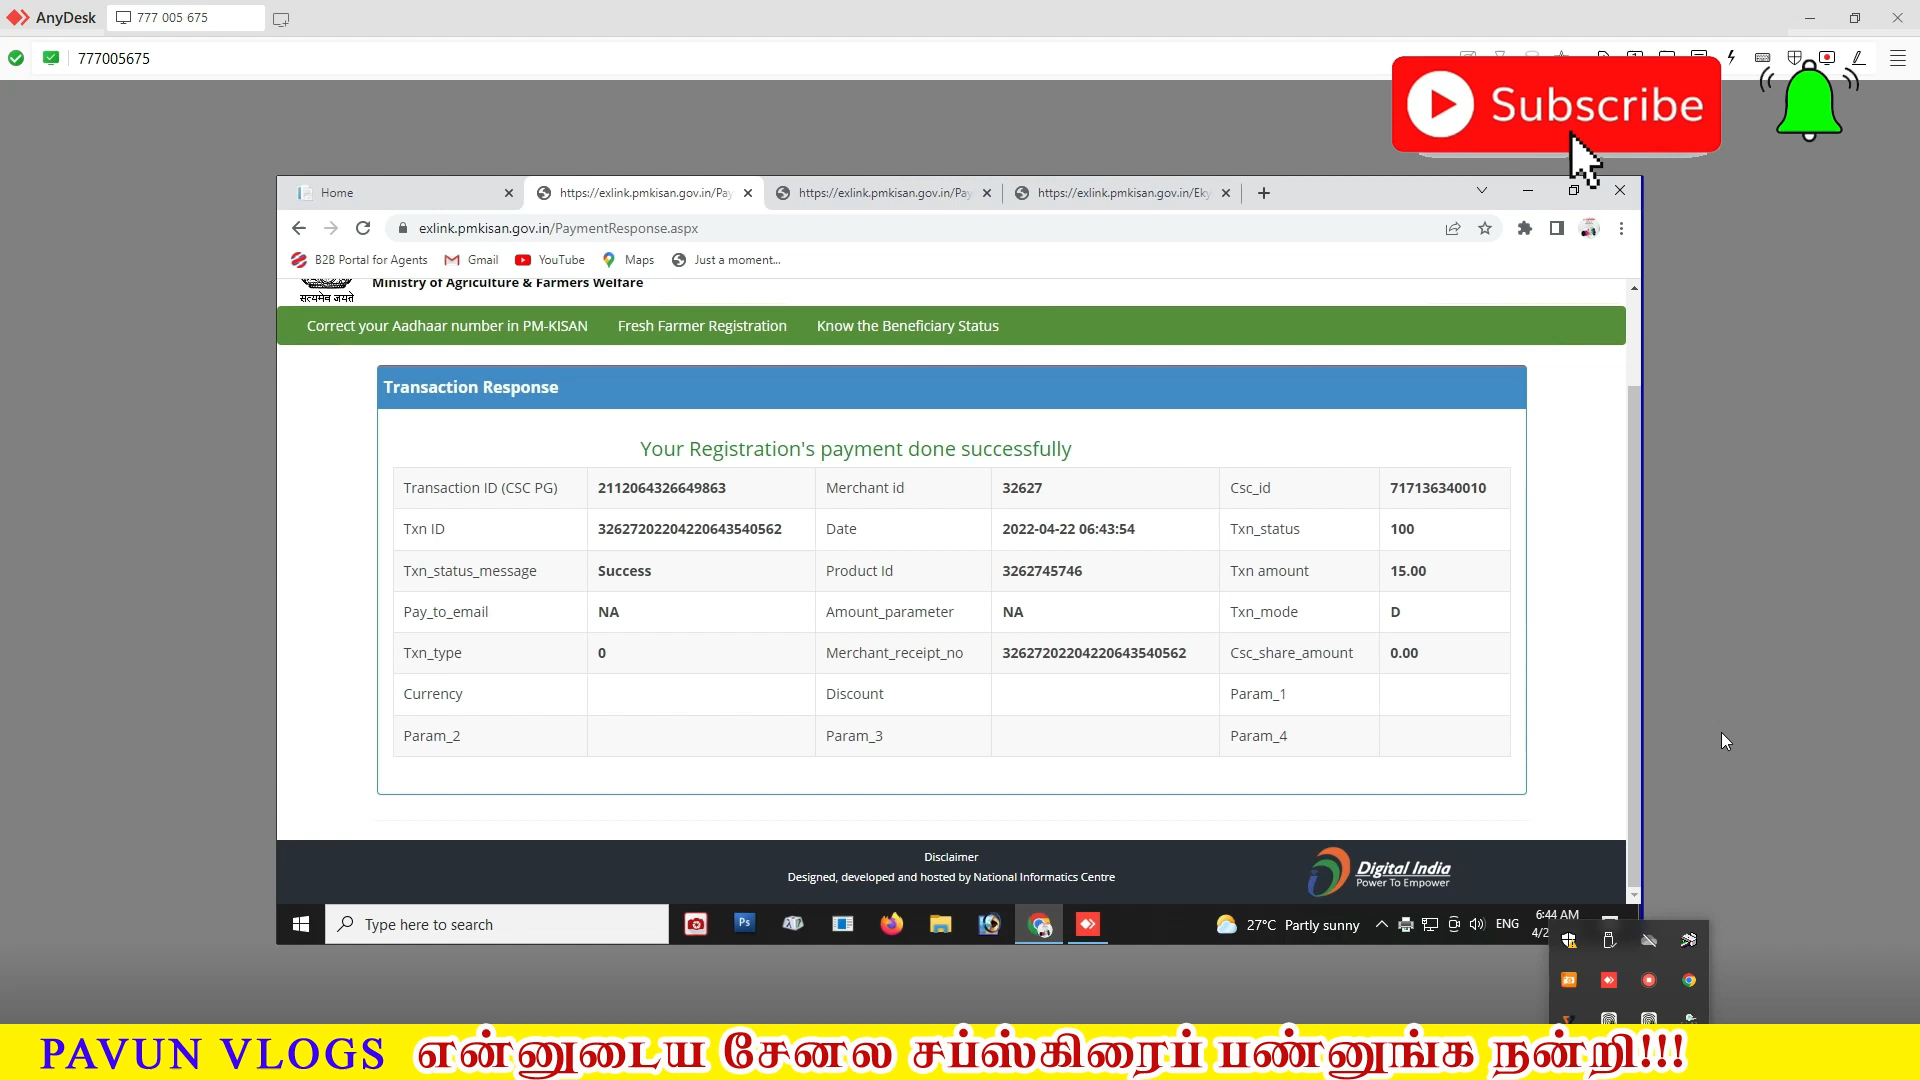 AnyDesk 777 005 675
777005675
Subscribe
Home https://exlink.pmkisan.gov.in/Pay https://exlink.pmkisan.gov.in/Pay https://exlink.pmkisan.gov.in/Eky
exlink.pmkisan.gov.in/PaymentResponse.aspx
B2B Portal for Agents Gmail YouTube Maps Just a moment...
सत्यमेव जयते Ministry of Agriculture & Farmers Welfare
Correct your Aadhaar number in PM-KISAN Fresh Farmer Registration Know the Beneficiary Status
Transaction Response
Your Registration's payment done successfully
Transaction ID (CSC PG) 2112064326649863 Merchant id 32627 Csc_id 717136340010
Txn ID 32627202204220643540562 Date 2022-04-22 06:43:54 Txn_status 100
Txn_status_message Success Product Id 3262745746 Txn amount 15.00
Pay_to_email NA Amount_parameter NA Txn_mode D
Txn_type 0 Merchant_receipt_no 32627202204220643540562 Csc_share_amount 0.00
Currency Discount Param_1
Param_2 Param_3 Param_4
Disclaimer
Designed, developed and hosted by National Informatics Centre
Digital India
Power To Empower
Type here to search Ps 27°C Partly sunny ENG 6:44 AM
4/2
PAVUN VLOGS என்னுடைய சேனல சப்ஸ்கிரைப் பண்னுங்க நன்றி!!!